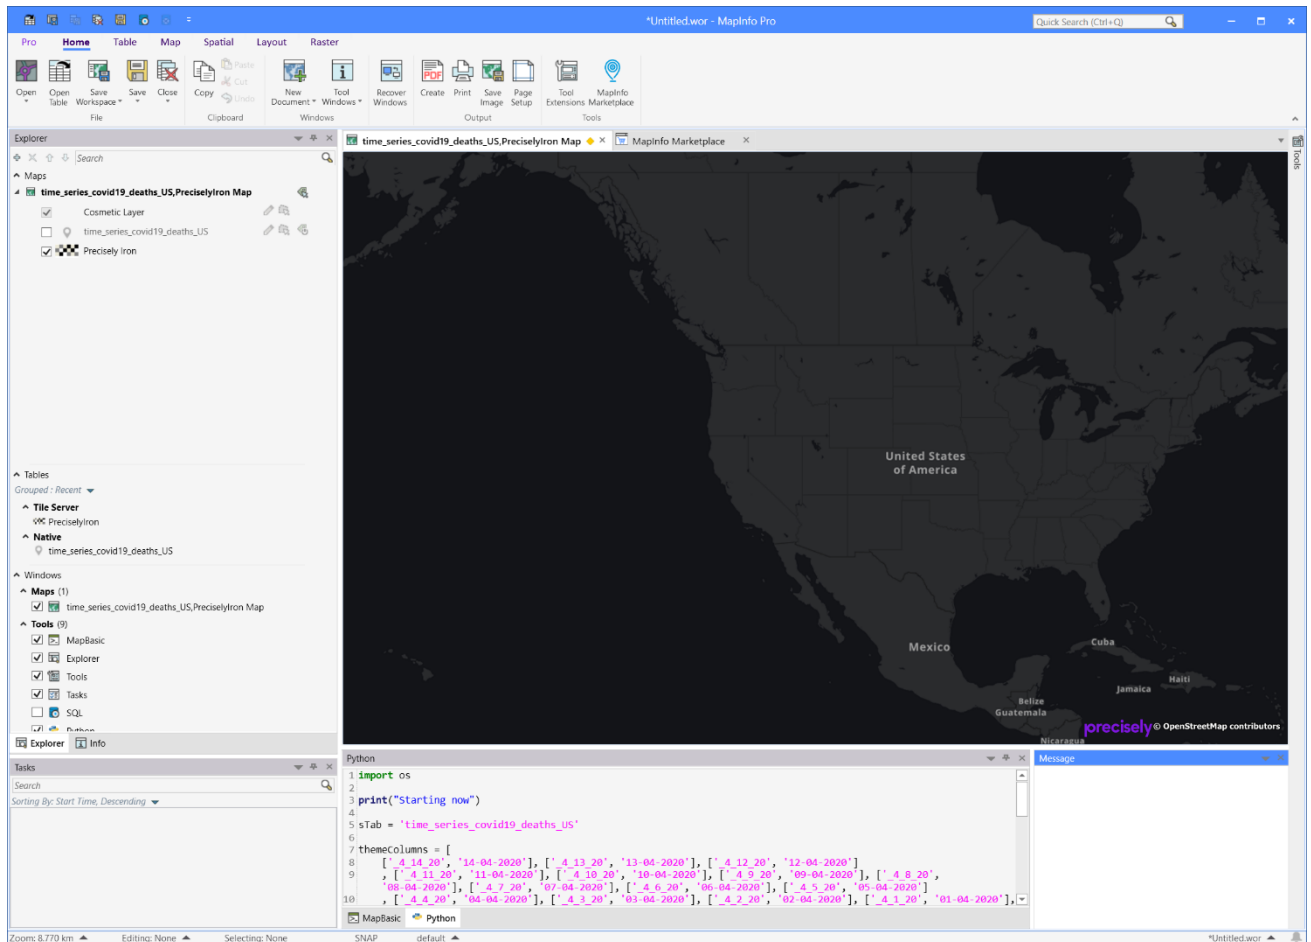 *Untitled.wor - MapInfo Pro
Quick Search (Ctrl+Q)
Pro Home Table Map Spatial Layout Raster
Open
Open Table
Save Workspace
Save
Close
Copy
Paste
Cut
Undo
New Document
Tool Windows
Recover Windows
Create
Print
Save Image
Page Setup
Tool Extensions
MapInfo Marketplace
File Clipboard Windows Output Tools
Explorer
Search
Maps
time_series_covid19_deaths_US,PreciselyIron Map
Cosmetic Layer
time_series_covid19_deaths_US
Precisely Iron
Tables
Grouped : Recent
Tile Server
PreciselyIron
Native
time_series_covid19_deaths_US
Windows
Maps (1)
time_series_covid19_deaths_US,PreciselyIron Map
Tools (9)
MapBasic
Explorer
Tools
Tasks
SQL
Python
Explorer Info
Tasks
Search
Sorting By: Start Time, Descending
time_series_covid19_deaths_US,PreciselyIron Map
MapInfo Marketplace
Tools
United States
of America
Mexico
Cuba
Haiti
Jamaica
Belize
Guatemala
Nicaragua
precisely © OpenStreetMap contributors
Python
1 import os
2
3 print("Starting now")
4
5 sTab = 'time_series_covid19_deaths_US'
6
7 themeColumns = [
8 ['_4_14_20', '14-04-2020'], ['_4_13_20', '13-04-2020'], ['_4_12_20', '12-04-2020']
9 , ['_4_11_20', '11-04-2020'], ['_4_10_20', '10-04-2020'], ['_4_9_20', '09-04-2020'], ['_4_8_20',
'08-04-2020'], ['_4_7_20', '07-04-2020'], ['_4_6_20', '06-04-2020'], ['_4_5_20', '05-04-2020']
10 , ['_4_4_20', '04-04-2020'], ['_4_3_20', '03-04-2020'], ['_4_2_20', '02-04-2020'], ['_4_1_20', '01-04-2020'],
MapBasic Python
Message
Zoom: 8.770 km Editing: None Selecting: None SNAP default *Untitled.wor